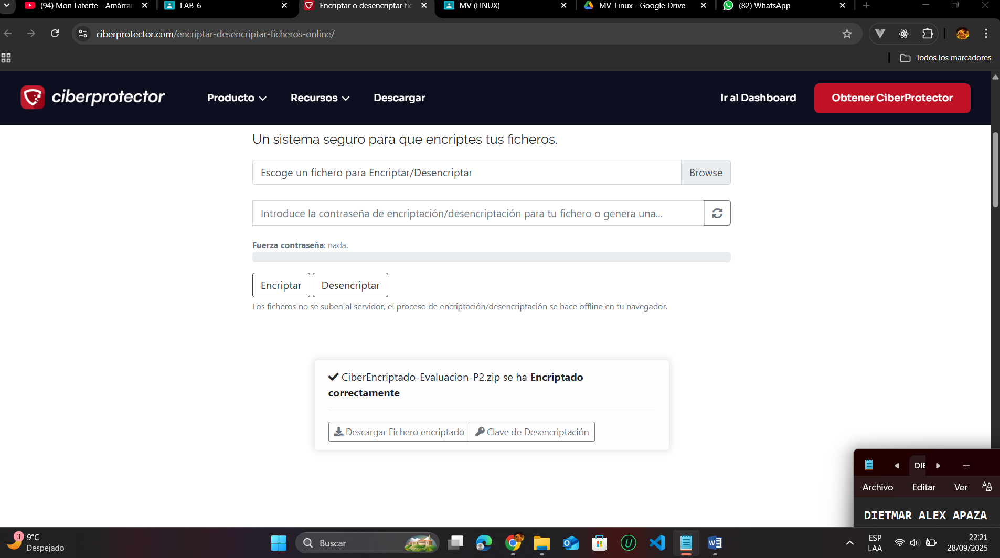 (94) Mon Laferte - Amárrar
LAB_6
Encriptar o desencriptar fic
MV (LINUX)
MV_Linux - Google Drive
(82) WhatsApp
ciberprotector.com/encriptar-desencriptar-ficheros-online/
Todos los marcadores
ciberprotector
Producto
Recursos
Descargar
Ir al Dashboard
Obtener CiberProtector
Un sistema seguro para que encriptes tus ficheros.
Escoge un fichero para Encriptar/Desencriptar
Browse
Introduce la contraseña de encriptación/desencriptación para tu fichero o genera una...
Fuerza contraseña: nada.
Encriptar
Desencriptar
Los ficheros no se suben al servidor, el proceso de encriptación/desencriptación se hace offline en tu navegador.
CiberEncriptado-Evaluacion-P2.zip se ha Encriptado
correctamente
Descargar Fichero encriptado
Clave de Desencriptación
DIE
Archivo
Editar
Ver
DIETMAR ALEX APAZA
3
9°C
Despejado
Buscar
ESP
LAA
22:21
28/09/2025